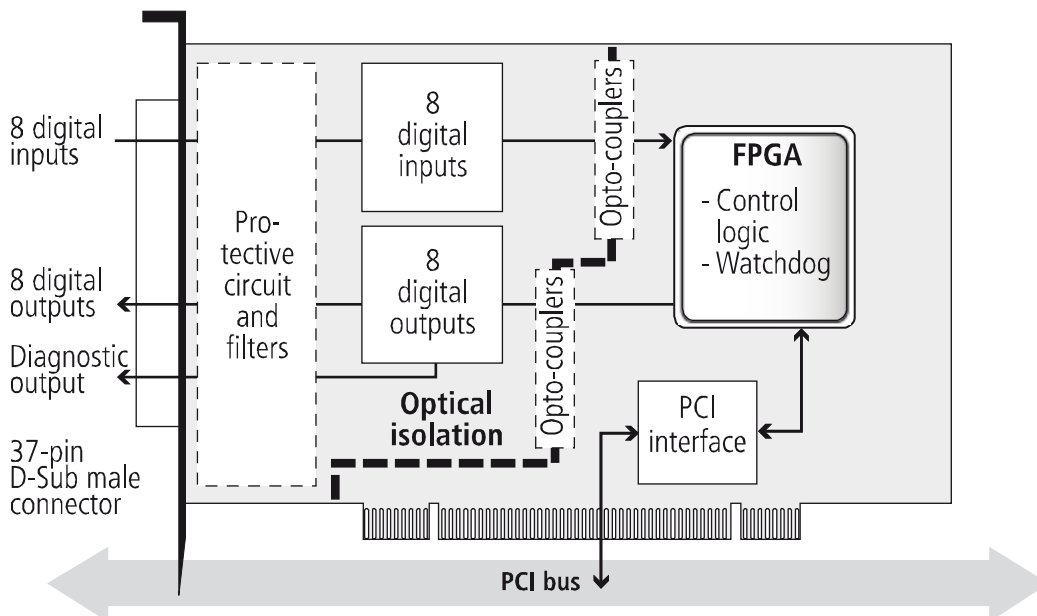 8 digital
inputs
8 digital
outputs
Diagnostic
output
37-pin
D-Sub male
connector
Pro-
tective
circuit
and
filters
8
digital
inputs
8
digital
outputs
Optical
isolation
Opto-couplers
Opto-couplers
FPGA
- Control
logic
- Watchdog
PCI
interface
PCI bus